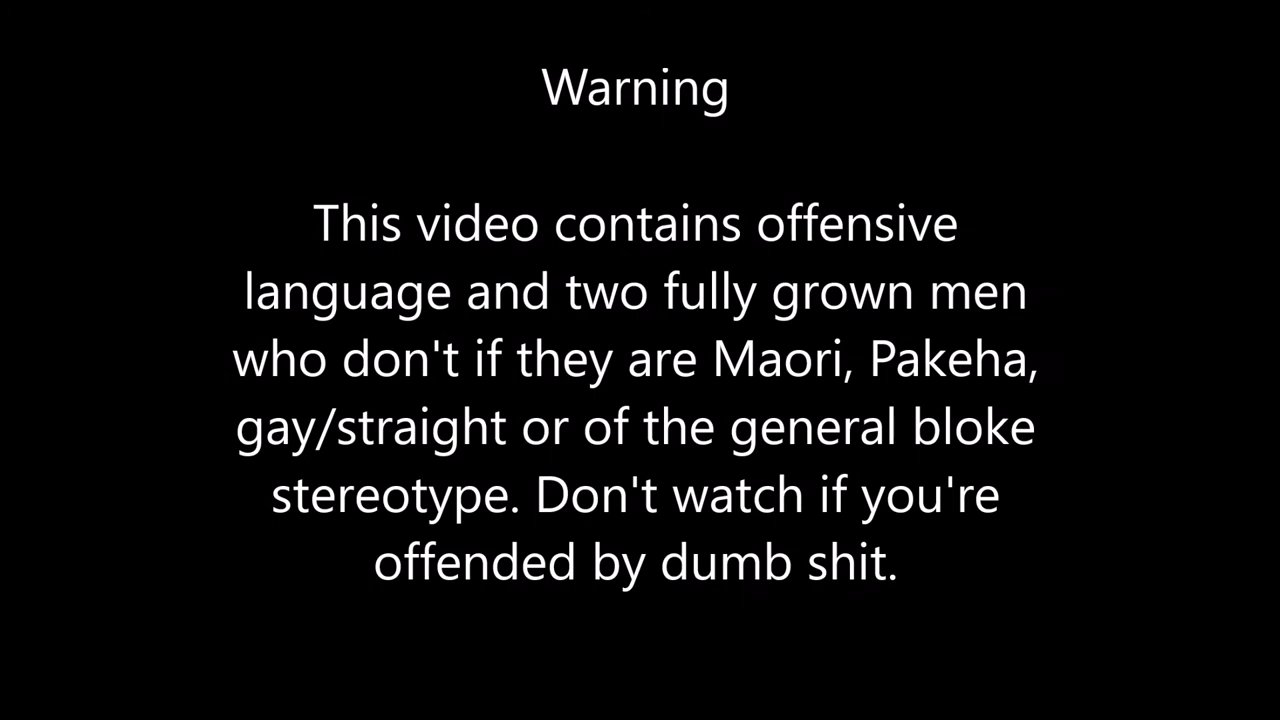 Warning
This video contains offensive
language and two fully grown men
who don't if they are Maori, Pakeha,
gay/straight or of the general bloke
stereotype. Don't watch if you're
offended by dumb shit.